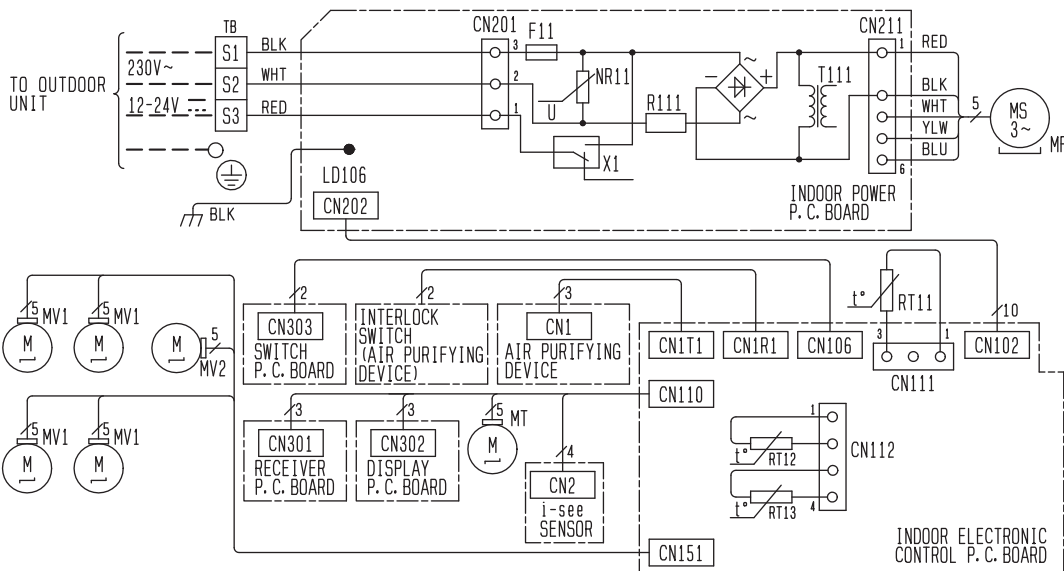 TB
S1
S2
S3
BLK
WHT
RED
230V~
12-24V
TO OUTDOOR
UNIT
BLK
LD106
CN202
CN201
3
2
1
F11
NR11
U
R111
X1
~
−
+
~
T111
CN211
1
6
RED
BLK
WHT
YLW
BLU
5
MS
3~
MF
INDOOR POWER
P.C.BOARD
5
MV1
M
5
MV1
M
M
5
MV2
5
MV1
M
5
MV1
M
2
CN303
SWITCH
P.C.BOARD
2
INTERLOCK
SWITCH
(AIR PURIFYING
DEVICE)
3
CN1
AIR PURIFYING
DEVICE
CN1T1
CN1R1
CN106
t°
RT11
3
1
CN111
10
CN102
CN110
3
CN301
RECEIVER
P.C.BOARD
3
CN302
DISPLAY
P.C.BOARD
5
MT
M
4
CN2
i-see
SENSOR
1
t°
RT12
CN112
t°
RT13
4
CN151
INDOOR ELECTRONIC
CONTROL P.C.BOARD